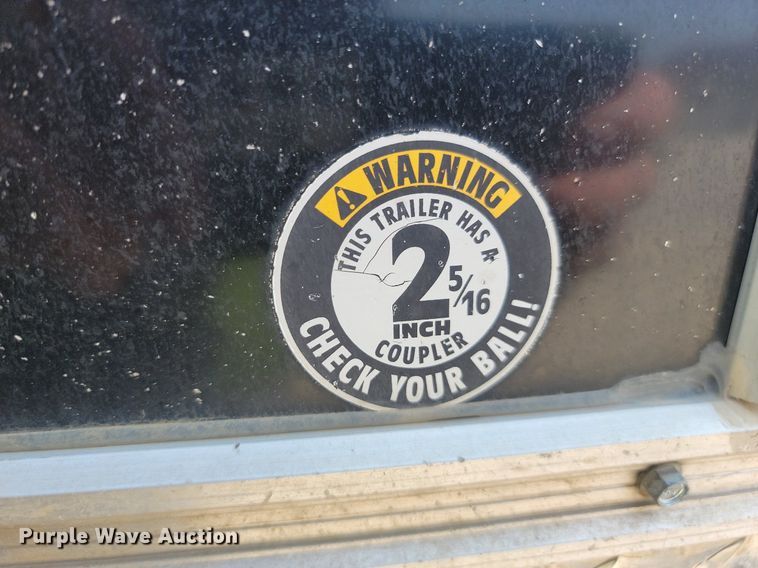 WARNING
THIS TRAILER HAS A
2 5/16
INCH
COUPLER
CHECK YOUR BALL!
Purple Wave Auction